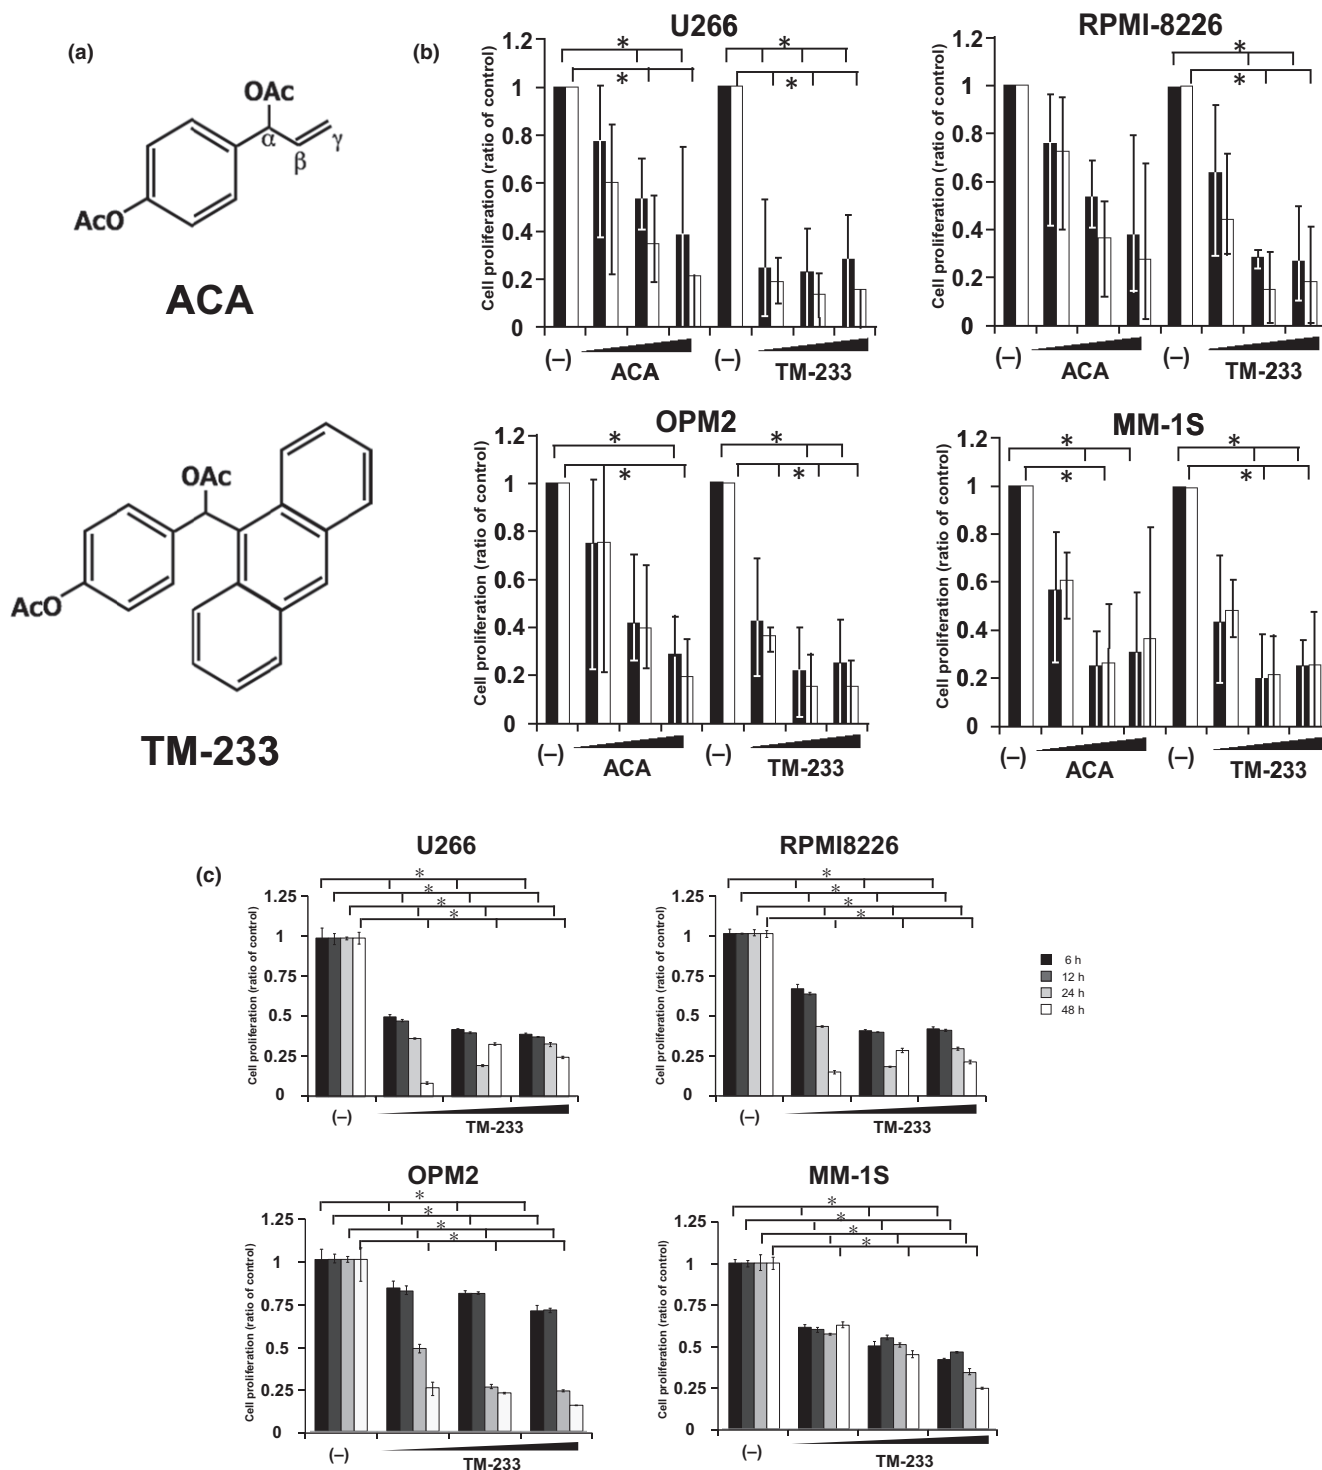 (a)
OAc
α
β
γ
AcO
ACA
OAc
AcO
TM-233
(b)
U266
Cell proliferation (ratio of control)
1.2
1
0.8
0.6
0.4
0.2
0
*
*
*
*
(–)
ACA
(–)
TM-233
RPMI-8226
Cell proliferation (ratio of control)
1.2
1
0.8
0.6
0.4
0.2
0
*
*
(–)
ACA
(–)
TM-233
OPM2
Cell proliferation (ratio of control)
1.2
1
0.8
0.6
0.4
0.2
0
*
*
*
*
(–)
ACA
(–)
TM-233
MM-1S
Cell proliferation (ratio of control)
1.2
1
0.8
0.6
0.4
0.2
0
*
*
*
*
(–)
ACA
(–)
TM-233
(c)
U266
Cell proliferation (ratio of control)
1.25
1
0.75
0.5
0.25
0
*
*
*
*
(–)
TM-233
RPMI8226
Cell proliferation (ratio of control)
1.25
1
0.75
0.5
0.25
0
*
*
*
*
(–)
TM-233
6 h
12 h
24 h
48 h
OPM2
Cell proliferation (ratio of control)
1.25
1
0.75
0.5
0.25
0
*
*
*
*
(–)
TM-233
MM-1S
Cell proliferation (ratio of control)
1.25
1
0.75
0.5
0.25
0
*
*
*
*
(–)
TM-233